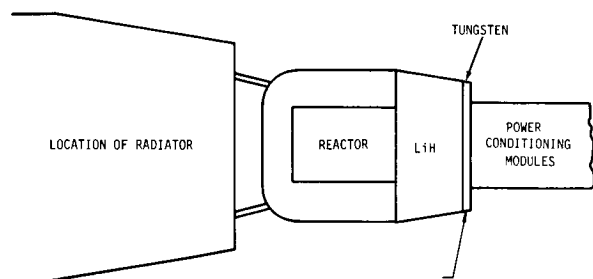 TUNGSTEN
LOCATION OF RADIATOR
REACTOR
LiH
POWER
CONDITIONING
MODULES